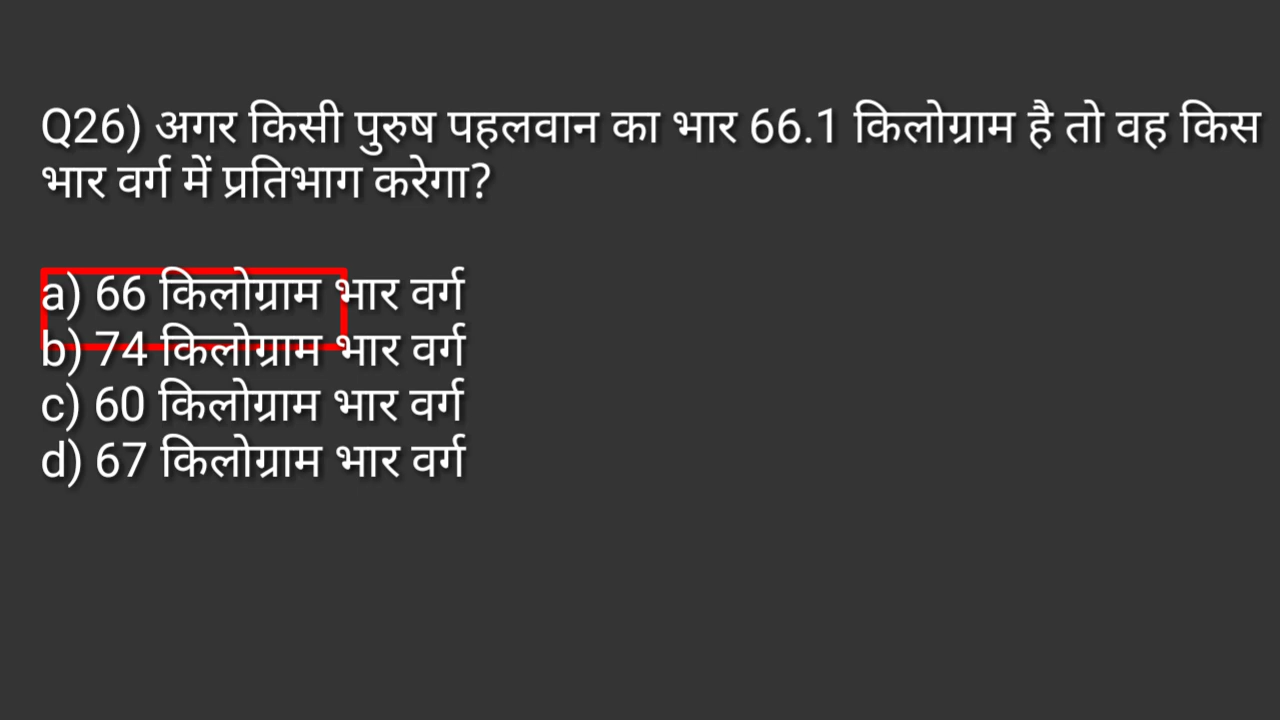 Q26) अगर किसी पुरुष पहलवान का भार 66.1 किलोग्राम है तो वह किस
भार वर्ग में प्रतिभाग करेगा?
a) 66 किलोग्राम भार वर्ग
b) 74 किलोग्राम भार वर्ग
c) 60 किलोग्राम भार वर्ग
d) 67 किलोग्राम भार वर्ग